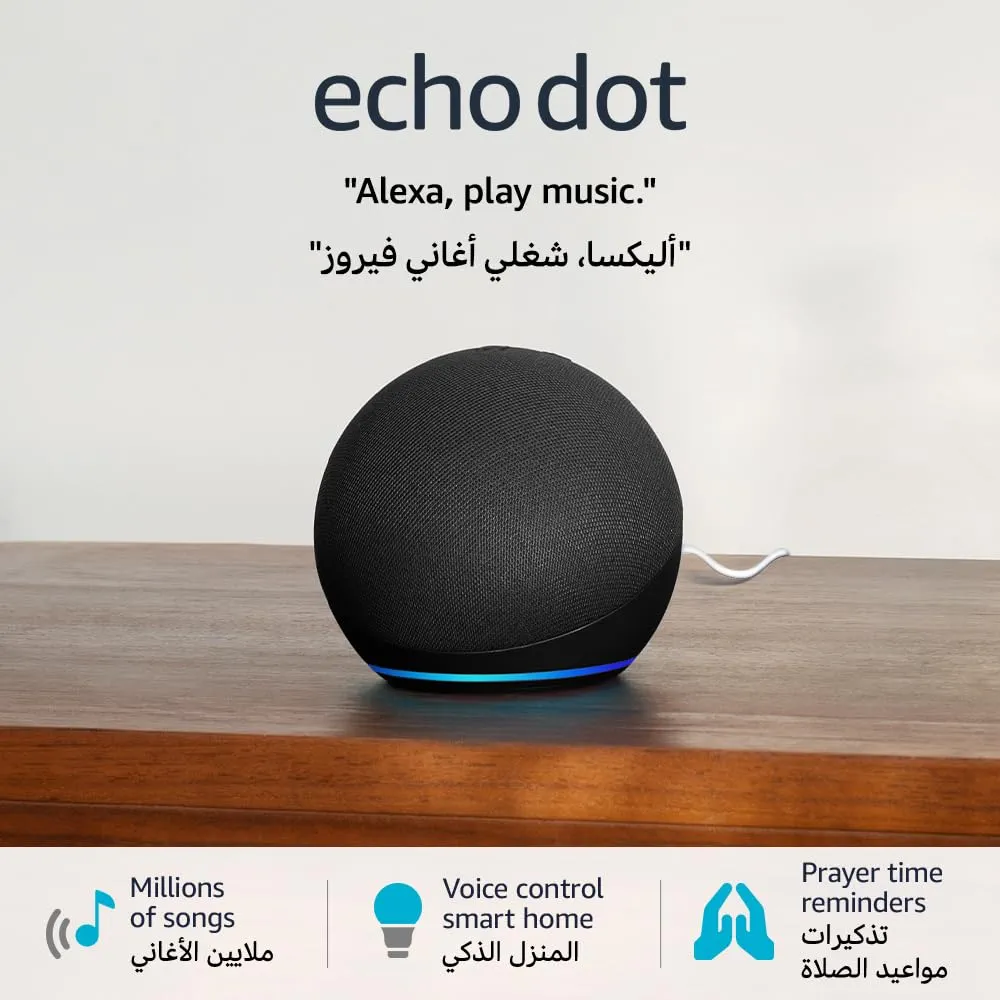 echo dot
"Alexa, play music."
"أليكسا، شغلي أغاني فيروز"
Millions
of songs
ملايين الأغاني
Voice control
smart home
المنزل الذكي
Prayer time
reminders
تذكيرات
مواعيد الصلاة